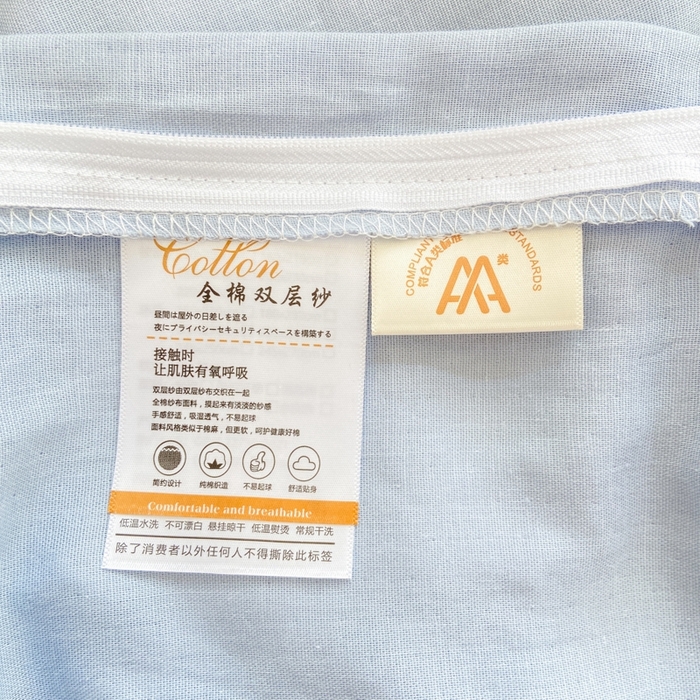 Cotton
全棉双层纱
昼間は屋外の日差しを遮る
夜にプライバシーセキュリティスペースを構築する
接触时
让肌肤有氧呼吸
双层纱由双层纱布交织在一起
全棉纱布面料，摸起来有淡淡的纱感
手感舒适，吸湿透气，不易起球
面料风格类似于棉麻，但更软，呵护健康好棉
简约设计 纯棉织造 不易起球 舒适贴身
Comfortable and breathable
低温水洗 不可漂白 悬挂晾干 低温熨烫 常规干洗
除了消费者以外任何人不得撕除此标签
COMPLIANT STANDARDS
符合A类标准
类
AA